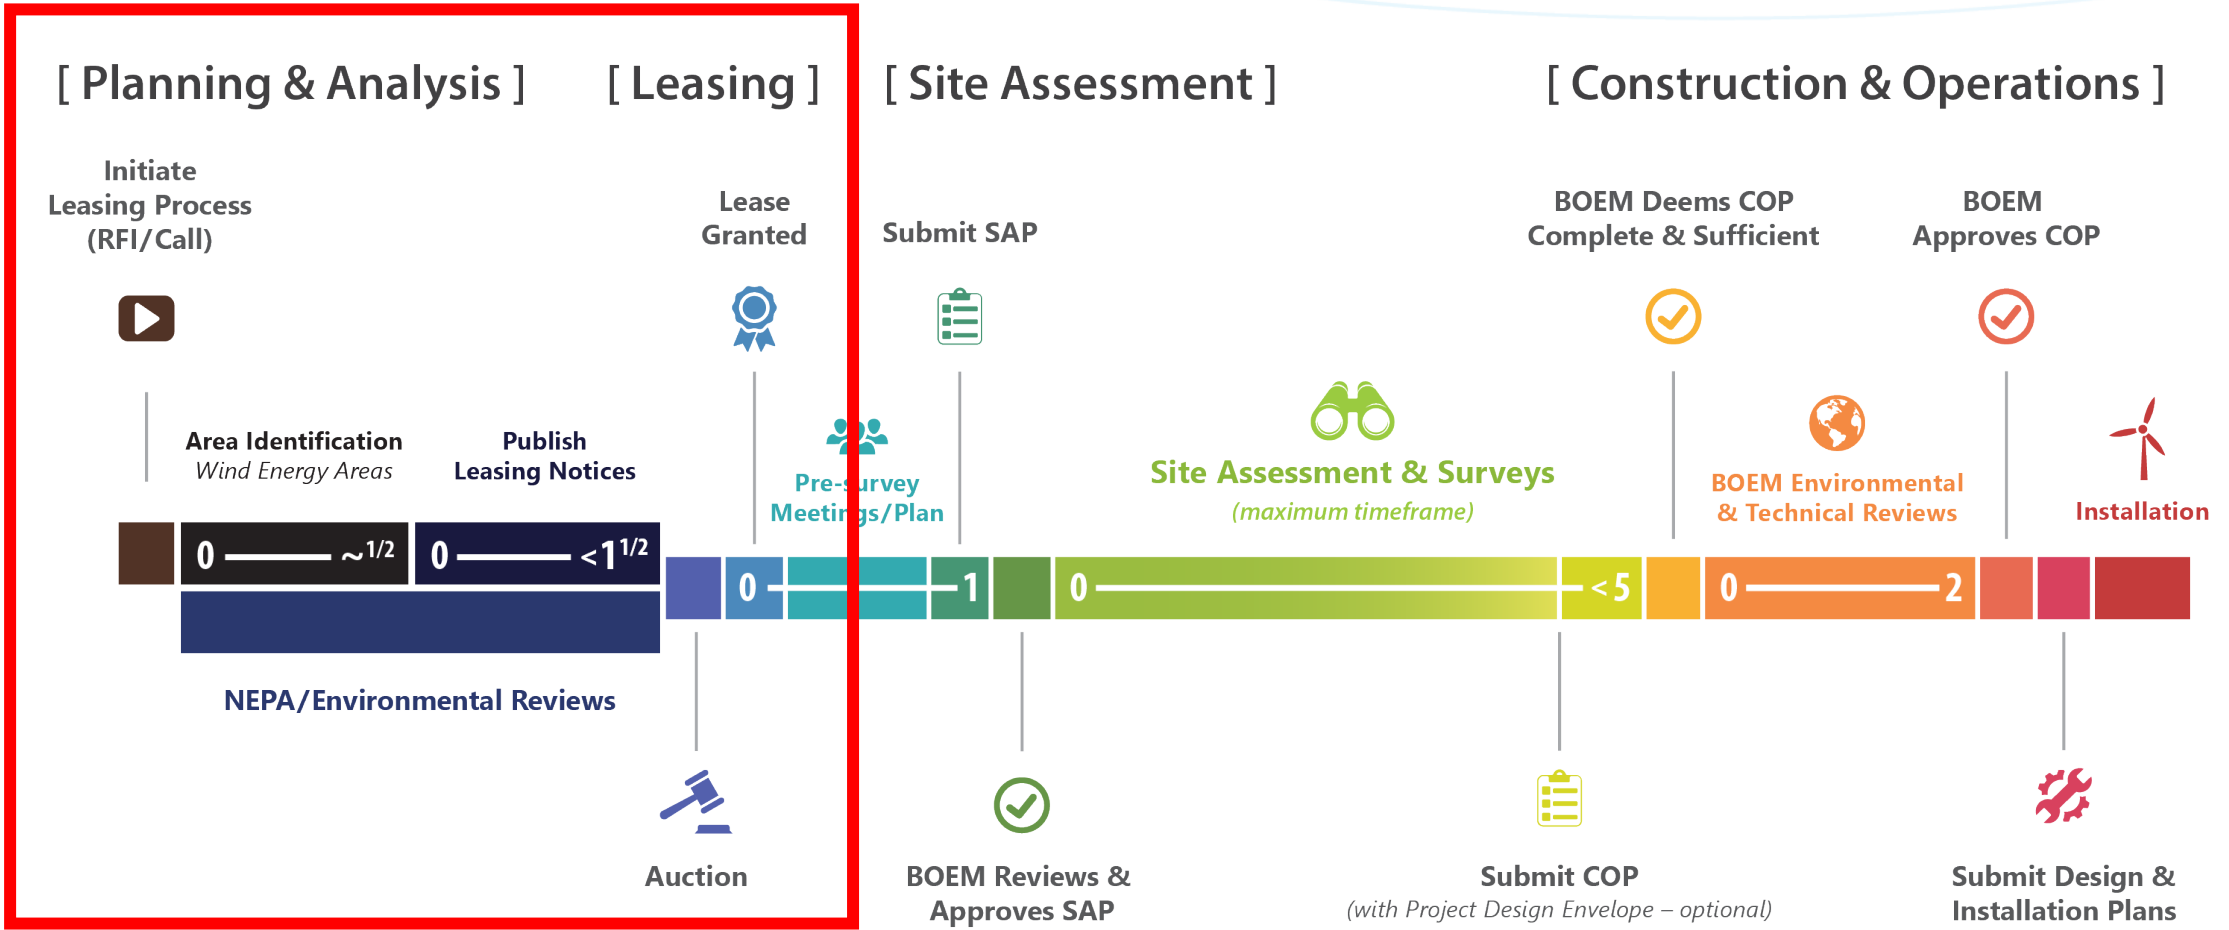 [ Planning & Analysis ]
[ Leasing ]
[ Site Assessment ]
[ Construction & Operations ]
Initiate
Leasing Process
(RFI/Call)
Lease
Granted
Submit SAP
BOEM Deems COP
Complete & Sufficient
BOEM
Approves COP
Area Identification
Wind Energy Areas
Publish
Leasing Notices
Pre-survey
Meetings/Plan
Site Assessment & Surveys
(maximum timeframe)
BOEM Environmental
& Technical Reviews
Installation
0 ~1/2
0 <1 1/2
0 1
0 <5
0 2
NEPA/Environmental Reviews
Auction
BOEM Reviews &
Approves SAP
Submit COP
(with Project Design Envelope – optional)
Submit Design &
Installation Plans